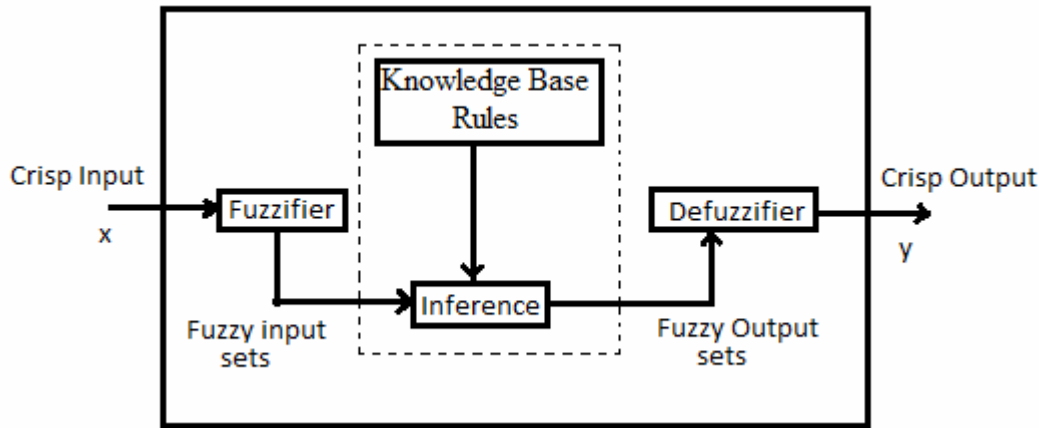 Knowledge Base
Rules
Crisp Input
x
Fuzzifier
Defuzzifier
Crisp Output
y
Inference
Fuzzy input
sets
Fuzzy Output
sets